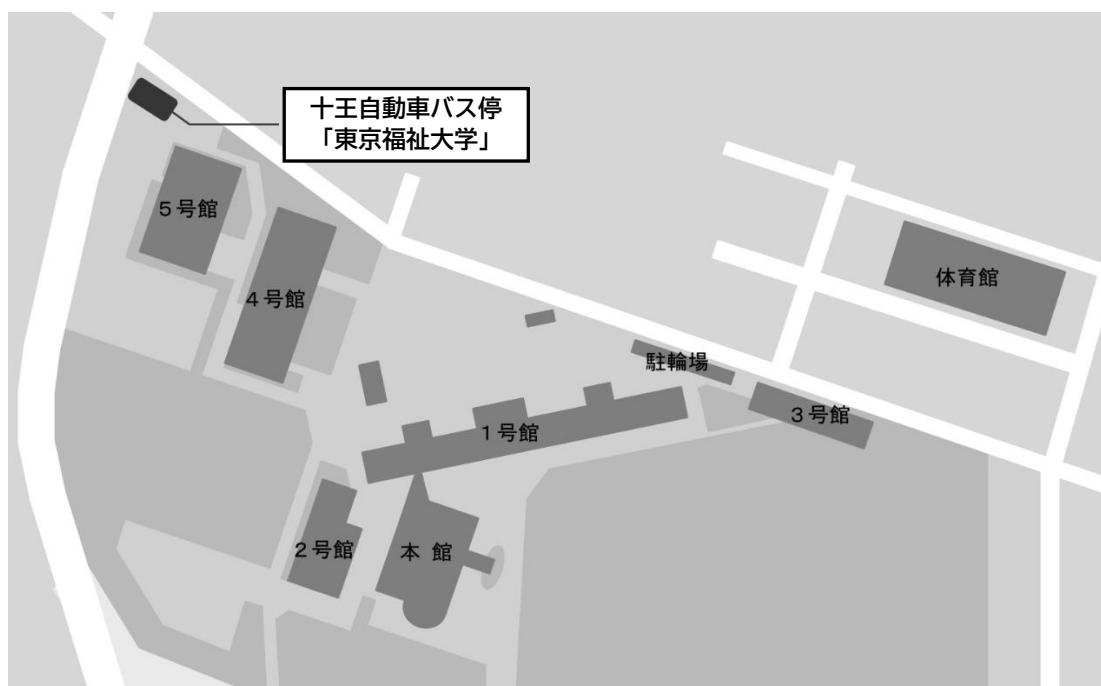 十王自動車バス停
「東京福祉大学」
５号館
４号館
体育館
駐輪場
３号館
１号館
２号館
本 館